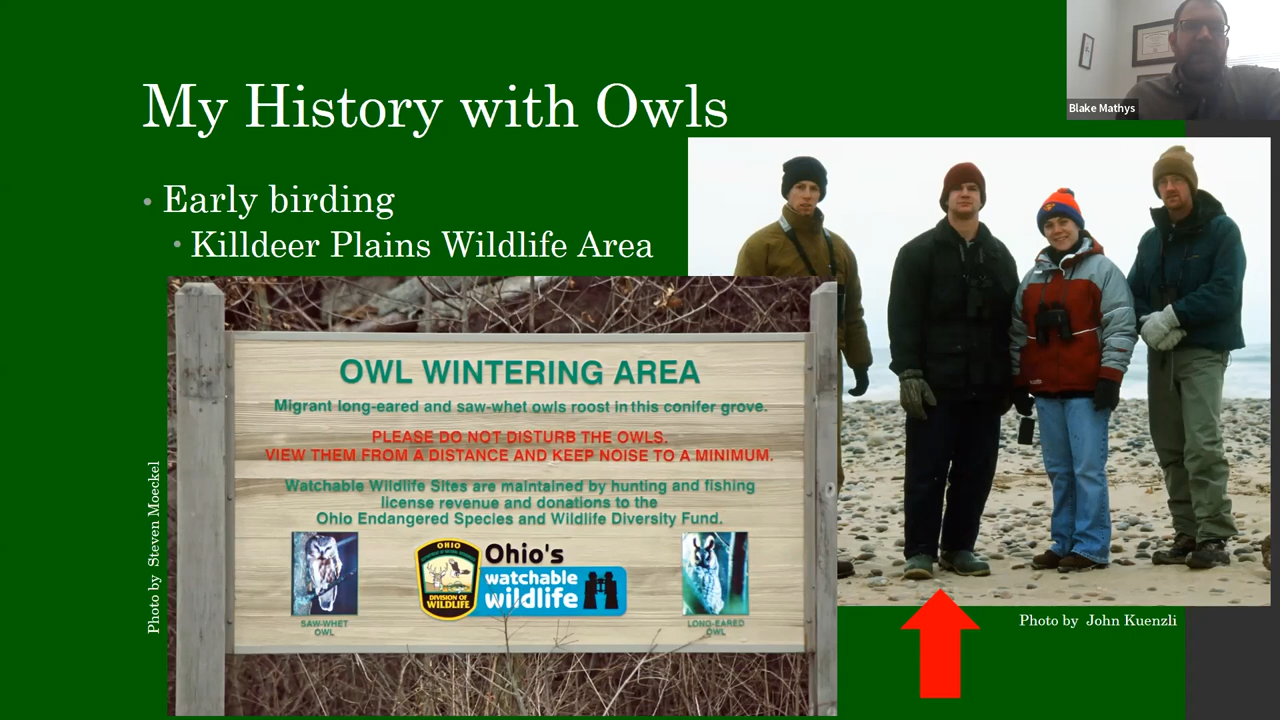 My History with Owls
Blake Mathys
• Early birding
• Killdeer Plains Wildlife Area
OWL WINTERING AREA
Migrant long-eared and saw-whet owls roost in this conifer grove.
PLEASE DO NOT DISTURB THE OWLS.
VIEW THEM FROM A DISTANCE AND KEEP NOISE TO A MINIMUM.
Watchable Wildlife Sites are maintained by hunting and fishing
license revenue and donations to the
Ohio Endangered Species and Wildlife Diversity Fund.
SAW-WHET
OWL
OHIO
DIVISION OF
WILDLIFE
Ohio's
watchable
wildlife
LONG-EARED
OWL
Photo by Steven Moeckel
Photo by John Kuenzli